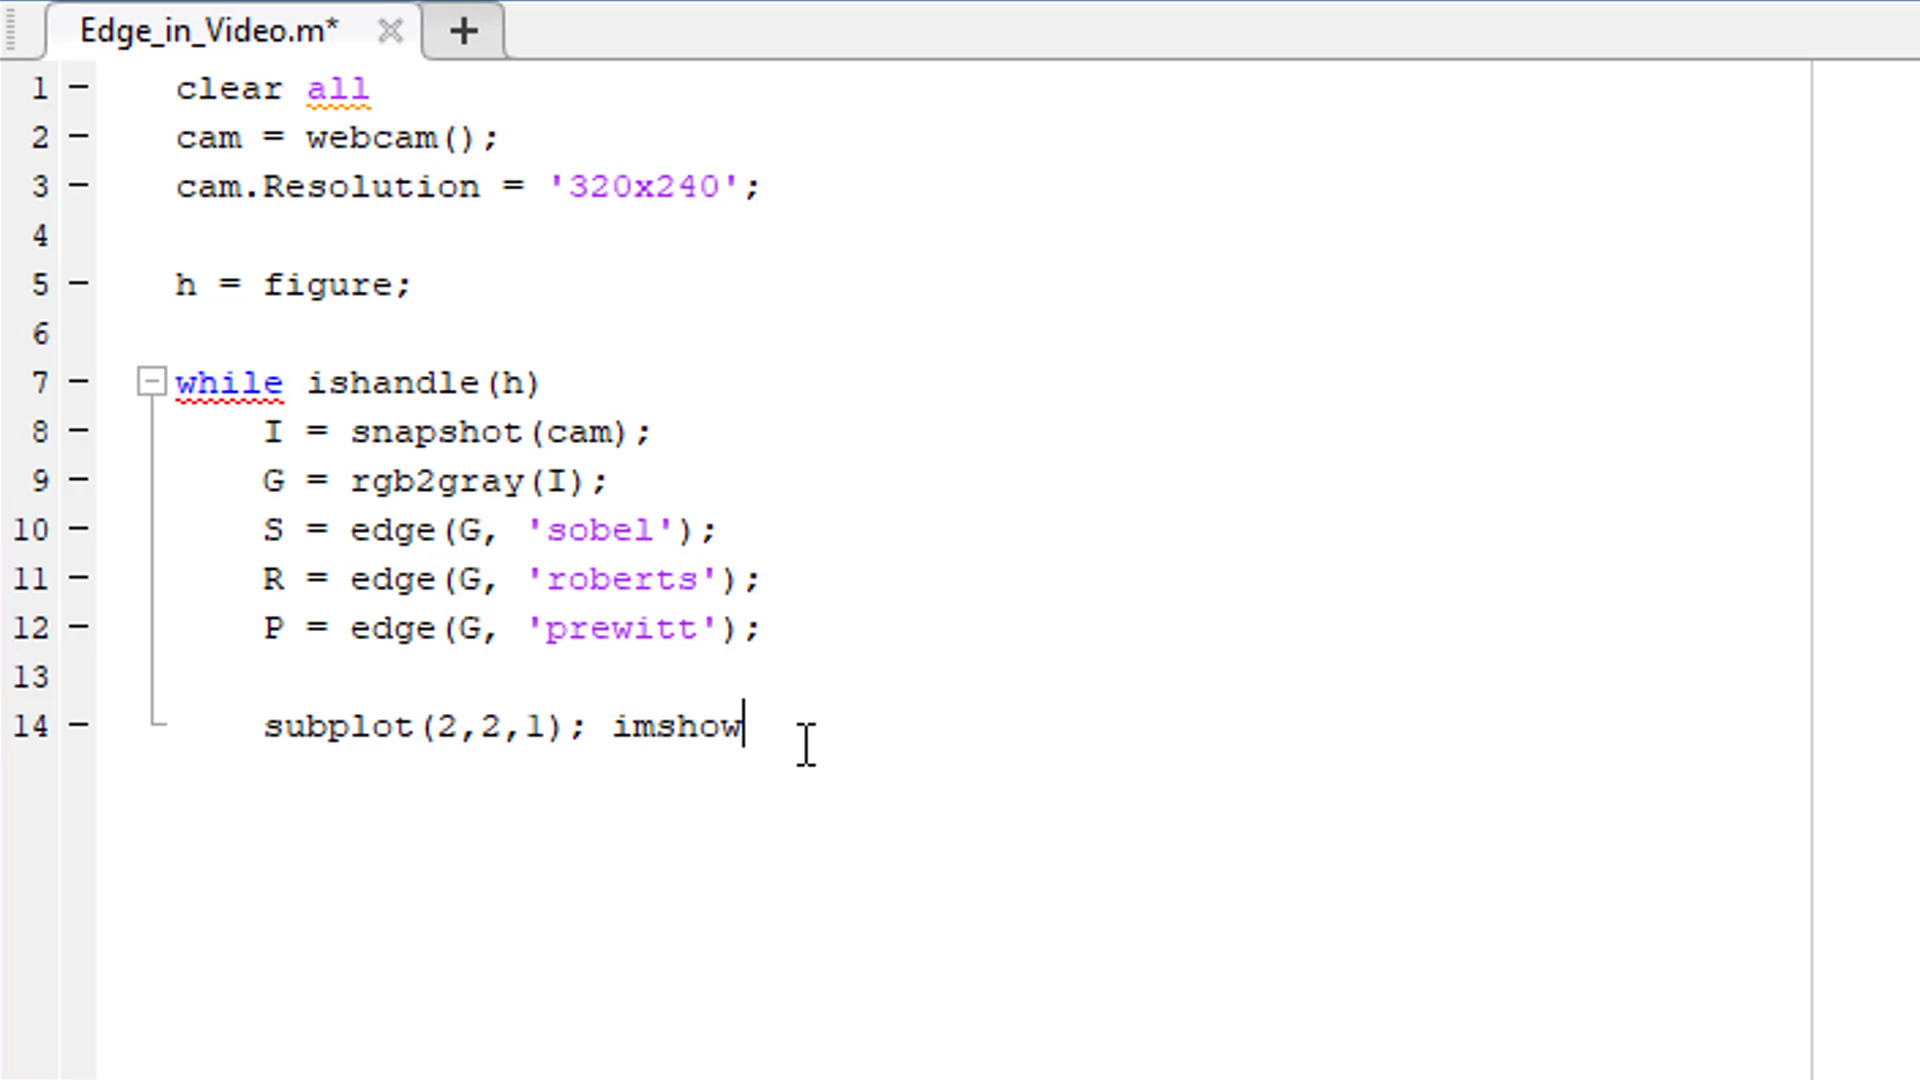 Edge_in_Video.m*
1 clear all
2 cam = webcam();
3 cam.Resolution = '320x240';
4
5 h = figure;
6
7 while ishandle(h)
8 I = snapshot(cam);
9 G = rgb2gray(I);
10 S = edge(G, 'sobel');
11 R = edge(G, 'roberts');
12 P = edge(G, 'prewitt');
13
14 subplot(2,2,1); imshow